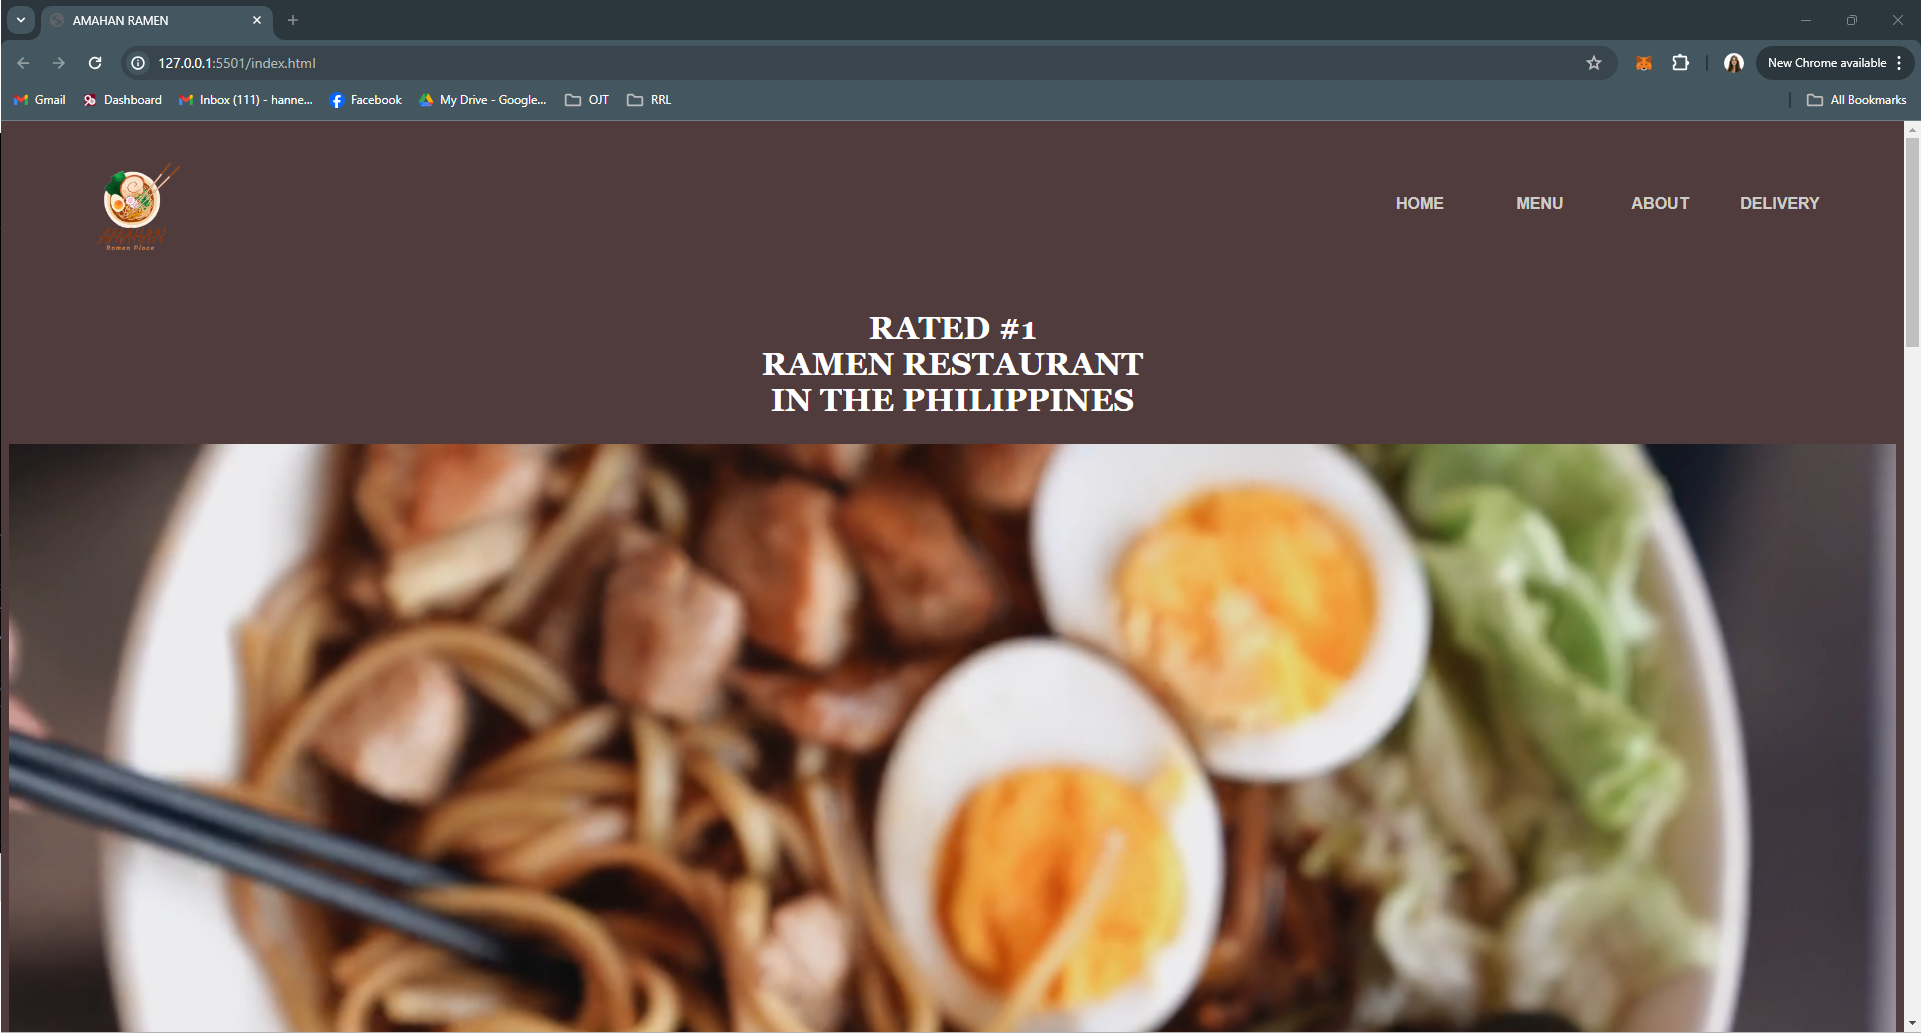 AMAHAN RAMEN
127.0.0.1:5501/index.html
New Chrome available
Gmail
Dashboard
Inbox (111) - hanne...
Facebook
My Drive - Google...
OJT
RRL
All Bookmarks
AMAHAN
Ramen Place
HOME
MENU
ABOUT
DELIVERY
RATED #1
RAMEN RESTAURANT
IN THE PHILIPPINES